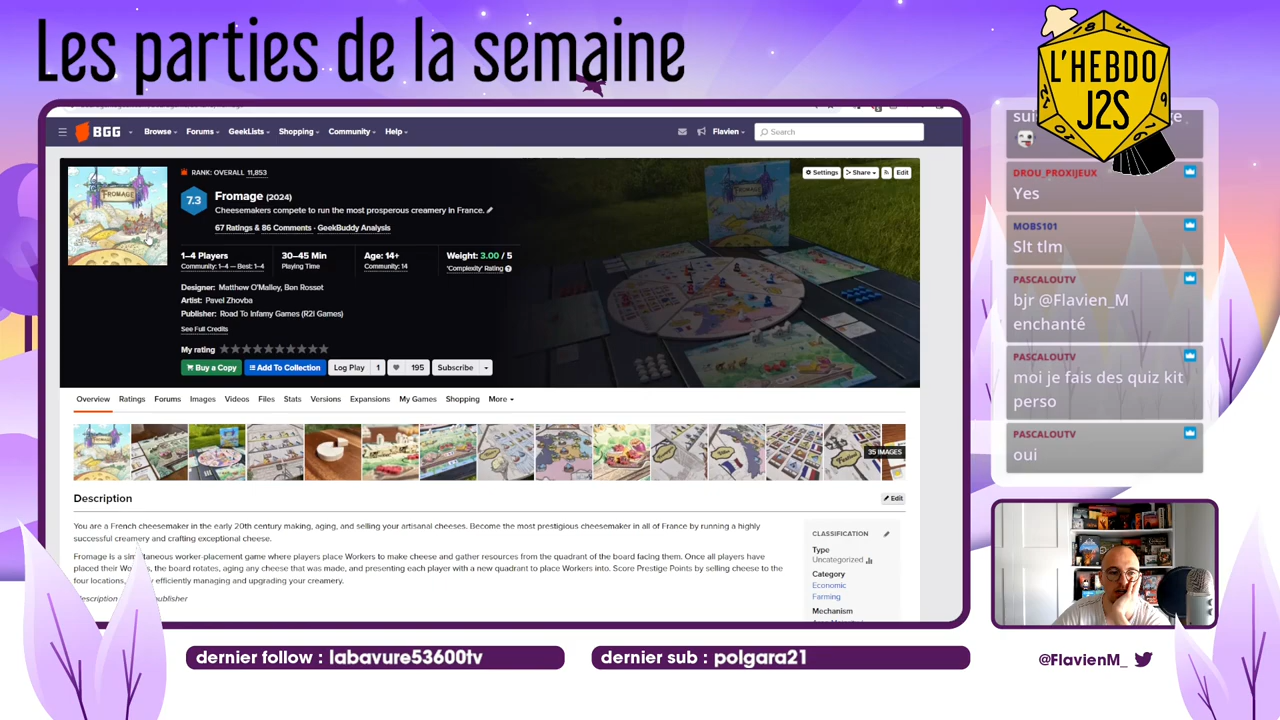 Les parties de la semaine
L'HEBDO
J2S
BGG
Browse
Forums
GeekLists
Shopping
Community
Help
Flavien
Search
RANK: OVERALL 11,853
Settings
Share
Edit
FROMAGE
7.3
Fromage (2024)
Cheesemakers compete to run the most prosperous creamery in France.
67 Ratings & 86 Comments · GeekBuddy Analysis
1–4 Players
Community: 1–4 — Best: 1–4
30–45 Min
Playing Time
Age: 14+
Community: 14
Weight: 3.00 / 5
'Complexity' Rating
Designer: Matthew O'Malley, Ben Rosset
Artist: Pavel Zhovba
Publisher: Road To Infamy Games (R2i Games)
See Full Credits
My rating
Buy a Copy
Add To Collection
Log Play 1
195
Subscribe
Overview
Ratings
Forums
Images
Videos
Files
Stats
Versions
Expansions
My Games
Shopping
More
35 IMAGES
Description
Edit
You are a French cheesemaker in the early 20th century making, aging, and selling your artisanal cheeses. Become the most prestigious cheesemaker in all of France by running a highly
successful creamery and crafting exceptional cheese.
Fromage is a simultaneous worker-placement game where players place Workers to make cheese and gather resources from the quadrant of the board facing them. Once all players have
placed their the board rotates, aging any cheese that was made, and presenting each player with a new quadrant to place Workers into. Score Prestige Points by selling cheese to the
four locations, efficiently managing and upgrading your creamery.
CLASSIFICATION
Type
Uncategorized
Category
Economic
Farming
Mechanism
DROU_PROXIJEUX
Yes
MOBS101
Slt tlm
PASCALOUTV
bjr @Flavien_M
enchanté
PASCALOUTV
moi je fais des quiz kit
perso
PASCALOUTV
oui
dernier follow : labavure53600tv
dernier sub : polgara21
@FlavienM_